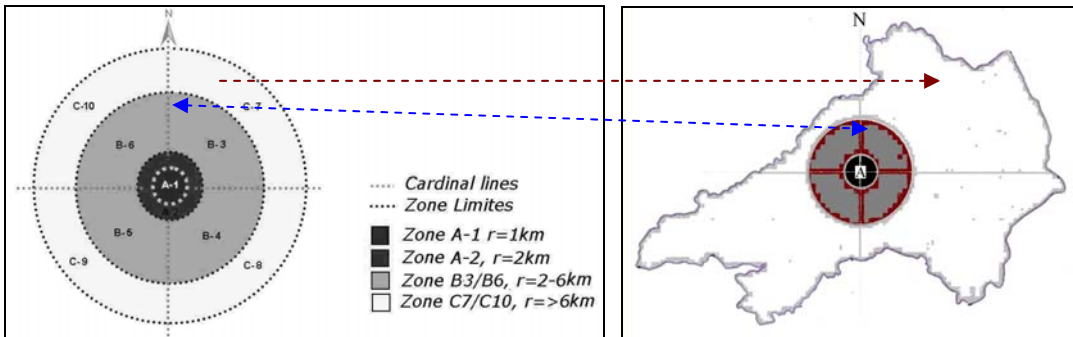 N
C-10
C-7
B-6
B-3
A-1
B-5
B-4
C-9
C-8
Cardinal lines
Zone Limites
Zone A-1 r=1km
Zone A-2, r=2km
Zone B3/B6, r=2-6km
Zone C7/C10, r=>6km
N
A